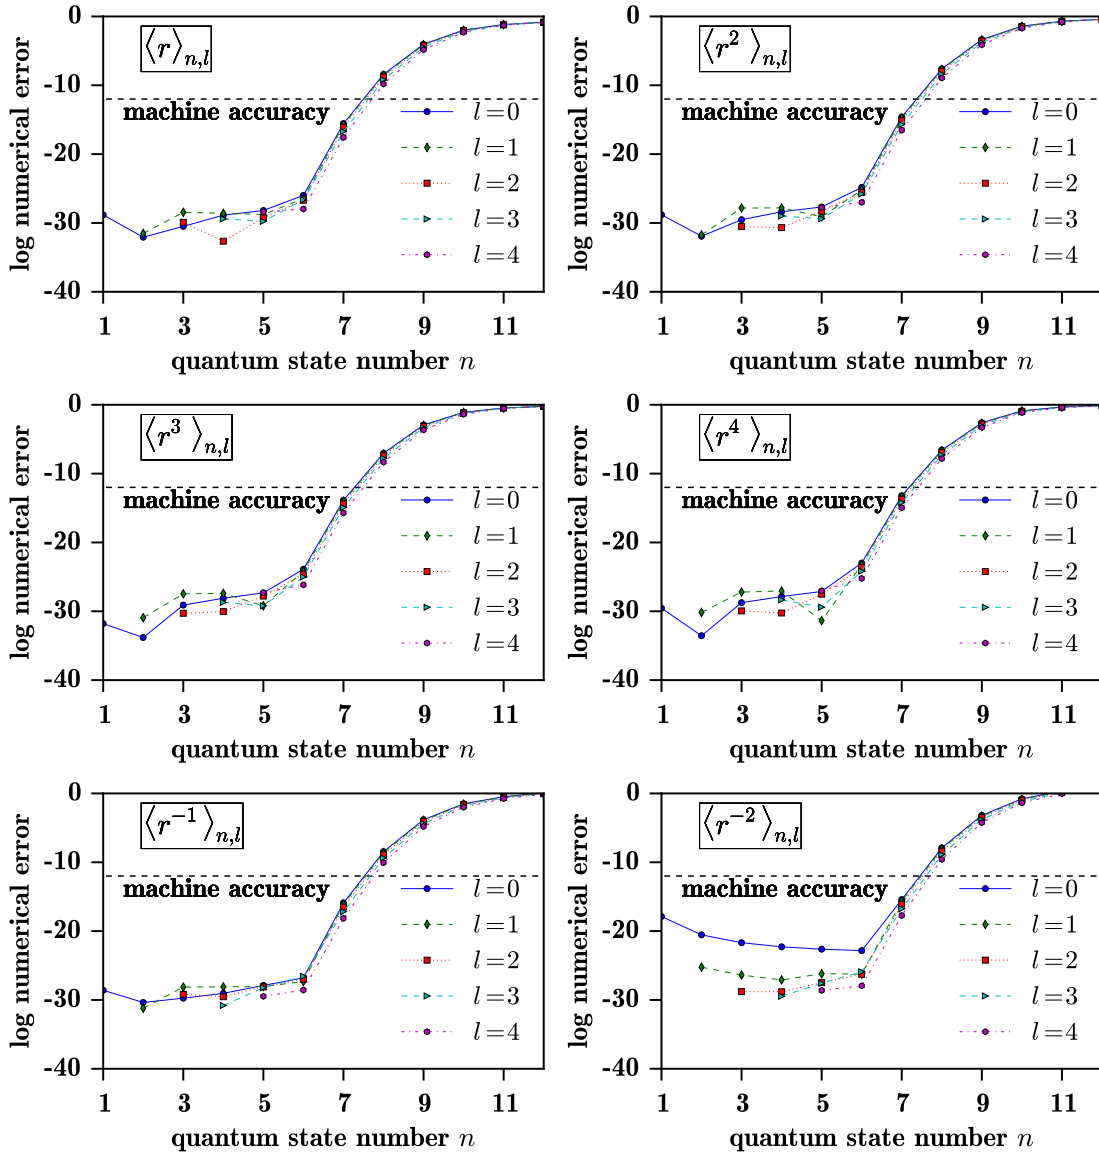 0
-10
-20
-30
-40
log numerical error
⟨r⟩n,l
machine accuracy
l=0
l=1
l=2
l=3
l=4
1 3 5 7 9 11
quantum state number n
0
-10
-20
-30
-40
log numerical error
⟨r² ⟩n,l
machine accuracy
l=0
l=1
l=2
l=3
l=4
1 3 5 7 9 11
quantum state number n
0
-10
-20
-30
-40
log numerical error
⟨r³ ⟩n,l
machine accuracy
l=0
l=1
l=2
l=3
l=4
1 3 5 7 9 11
quantum state number n
0
-10
-20
-30
-40
log numerical error
⟨r⁴ ⟩n,l
machine accuracy
l=0
l=1
l=2
l=3
l=4
1 3 5 7 9 11
quantum state number n
0
-10
-20
-30
-40
log numerical error
⟨r⁻¹ ⟩n,l
machine accuracy
l=0
l=1
l=2
l=3
l=4
1 3 5 7 9 11
quantum state number n
0
-10
-20
-30
-40
log numerical error
⟨r⁻² ⟩n,l
machine accuracy
l=0
l=1
l=2
l=3
l=4
1 3 5 7 9 11
quantum state number n